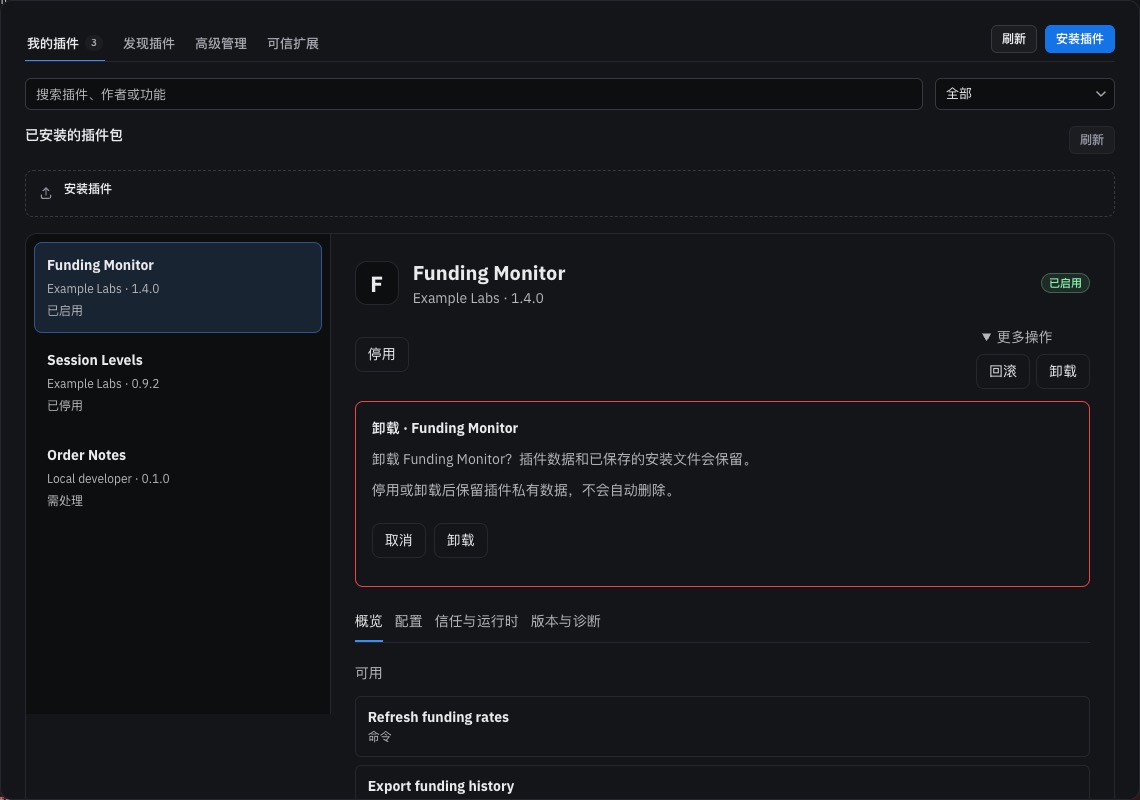 我的插件 3 发现插件 高级管理 可信扩展 刷新 安装插件
搜索插件、作者或功能 全部
已安装的插件包 刷新
安装插件
Funding Monitor
Example Labs · 1.4.0
已启用
Session Levels
Example Labs · 0.9.2
已停用
Order Notes
Local developer · 0.1.0
需处理
F
Funding Monitor
Example Labs · 1.4.0
已启用
▼ 更多操作
停用
回滚 卸载
卸载 · Funding Monitor
卸载 Funding Monitor？插件数据和已保存的安装文件会保留。
停用或卸载后保留插件私有数据，不会自动删除。
取消 卸载
概览 配置 信任与运行时 版本与诊断
可用
Refresh funding rates
命令
Export funding history